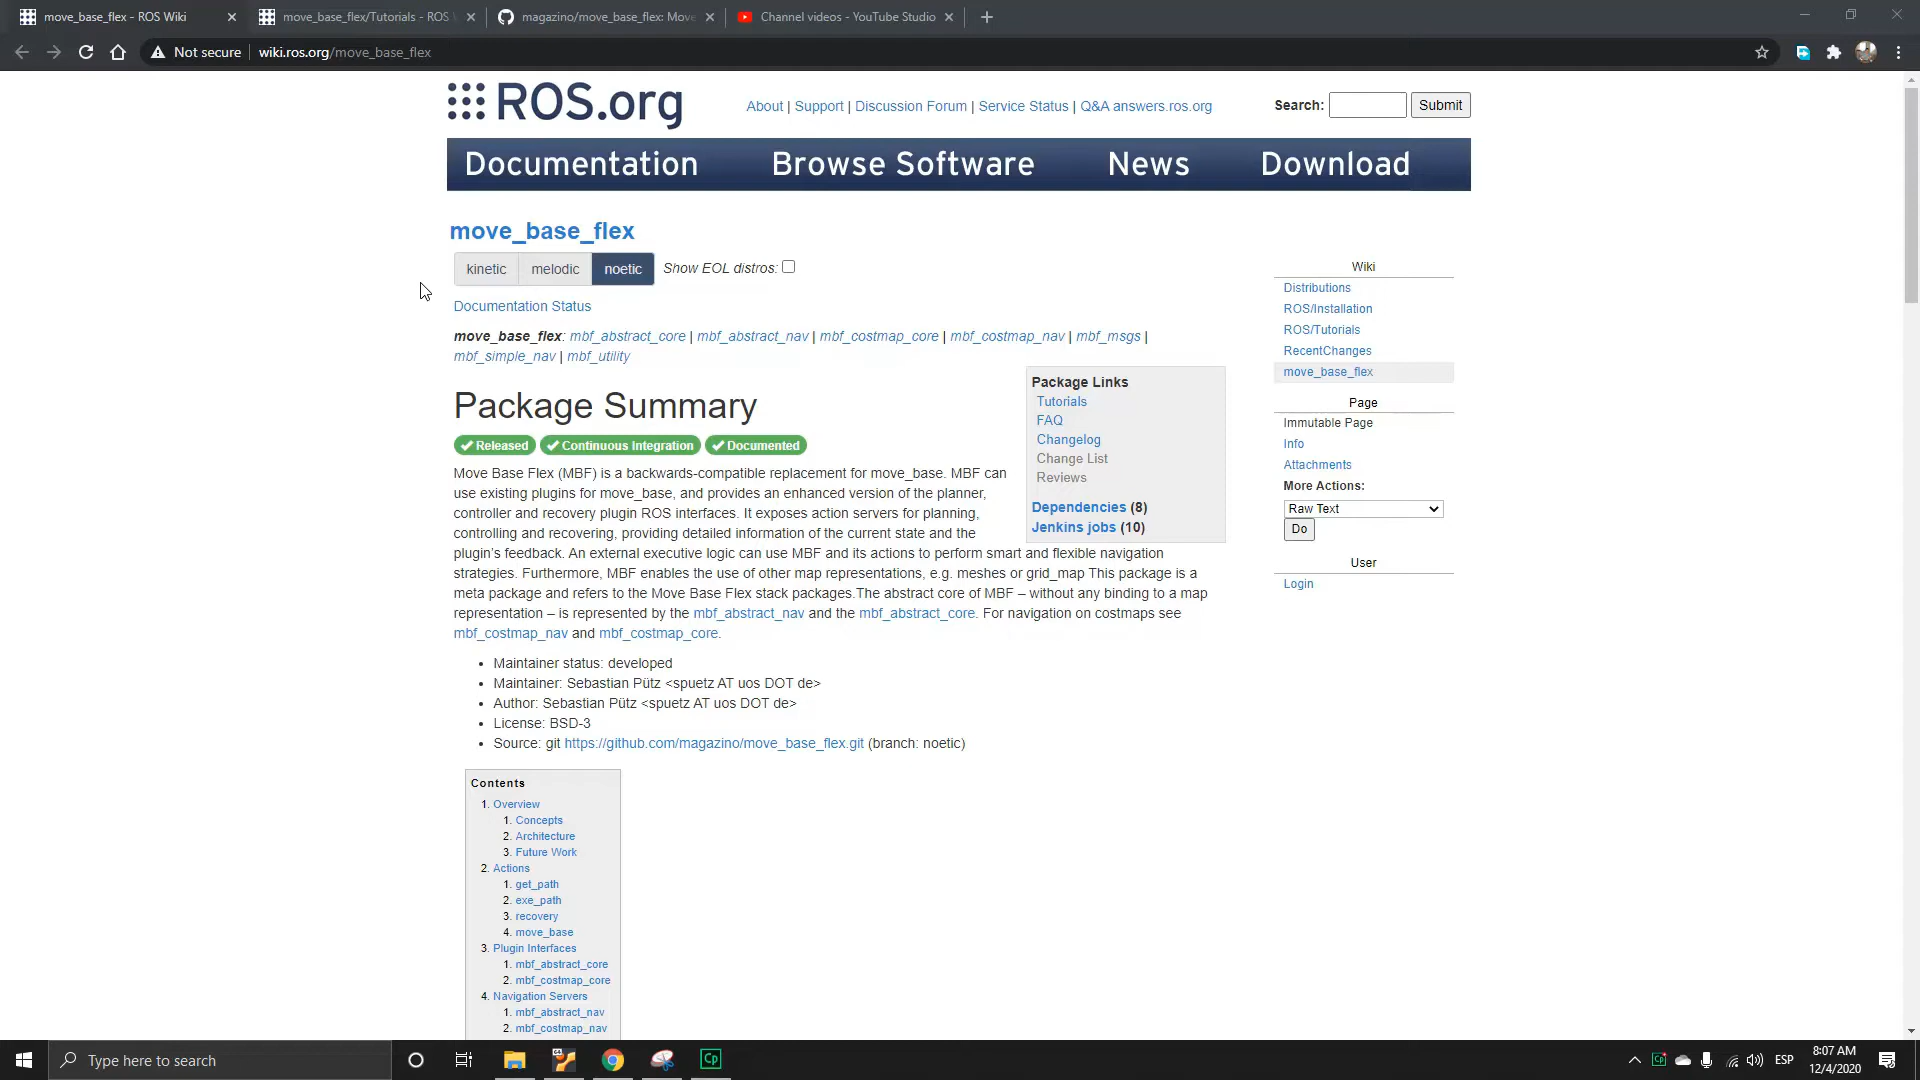 move_base_flex - ROS Wiki
move_base_flex/Tutorials - ROS
magazino/move_base_flex: Move
Channel videos - YouTube Studio
Not secure | wiki.ros.org/move_base_flex
ROS.org
About | Support | Discussion Forum | Service Status | Q&A answers.ros.org
Search: Submit
Documentation Browse Software News Download
move_base_flex
kinetic melodic noetic Show EOL distros:
Documentation Status
move_base_flex: mbf_abstract_core | mbf_abstract_nav | mbf_costmap_core | mbf_costmap_nav | mbf_msgs |
mbf_simple_nav | mbf_utility
Package Summary
Released Continuous Integration Documented
Move Base Flex (MBF) is a backwards-compatible replacement for move_base. MBF can
use existing plugins for move_base, and provides an enhanced version of the planner,
controller and recovery plugin ROS interfaces. It exposes action servers for planning,
controlling and recovering, providing detailed information of the current state and the
plugin's feedback. An external executive logic can use MBF and its actions to perform smart and flexible navigation
strategies. Furthermore, MBF enables the use of other map representations, e.g. meshes or grid_map This package is a
meta package and refers to the Move Base Flex stack packages.The abstract core of MBF – without any binding to a map
representation – is represented by the mbf_abstract_nav and the mbf_abstract_core. For navigation on costmaps see
mbf_costmap_nav and mbf_costmap_core.
Package Links
Tutorials
FAQ
Changelog
Change List
Reviews
Dependencies (8)
Jenkins jobs (10)
• Maintainer status: developed
• Maintainer: Sebastian Pütz <spuetz AT uos DOT de>
• Author: Sebastian Pütz <spuetz AT uos DOT de>
• License: BSD-3
• Source: git https://github.com/magazino/move_base_flex.git (branch: noetic)
Contents
1. Overview
1. Concepts
2. Architecture
3. Future Work
2. Actions
1. get_path
2. exe_path
3. recovery
4. move_base
3. Plugin Interfaces
1. mbf_abstract_core
2. mbf_costmap_core
4. Navigation Servers
1. mbf_abstract_nav
2. mbf_costmap_nav
Wiki
Distributions
ROS/Installation
ROS/Tutorials
RecentChanges
move_base_flex
Page
Immutable Page
Info
Attachments
More Actions:
Raw Text
Do
User
Login
Type here to search
Cp
ESP
8:07 AM
12/4/2020